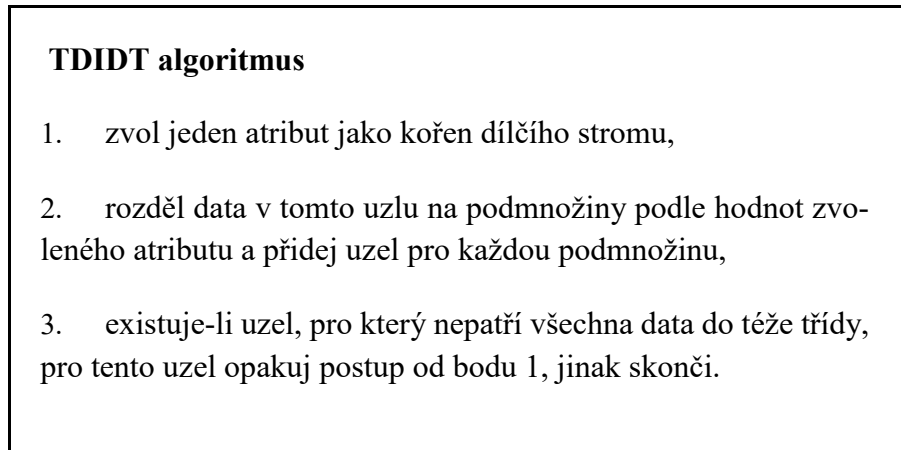 TDIDT algoritmus
1. zvol jeden atribut jako kořen dílčího stromu,
2. rozděl data v tomto uzlu na podmnožiny podle hodnot zvo-
leného atributu a přidej uzel pro každou podmnožinu,
3. existuje-li uzel, pro který nepatří všechna data do téže třídy,
pro tento uzel opakuj postup od bodu 1, jinak skonči.